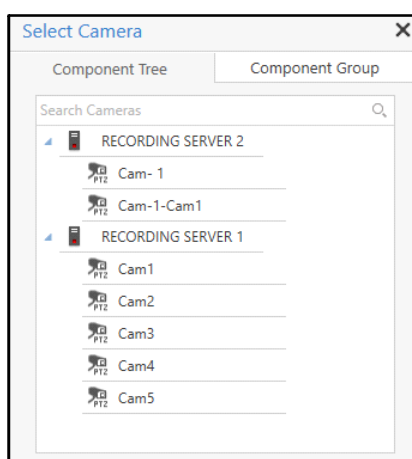 Select Camera
Component Tree Component Group
Search Cameras
RECORDING SERVER 2
PTZ Cam- 1
PTZ Cam-1-Cam1
RECORDING SERVER 1
PTZ Cam1
PTZ Cam2
PTZ Cam3
PTZ Cam4
PTZ Cam5